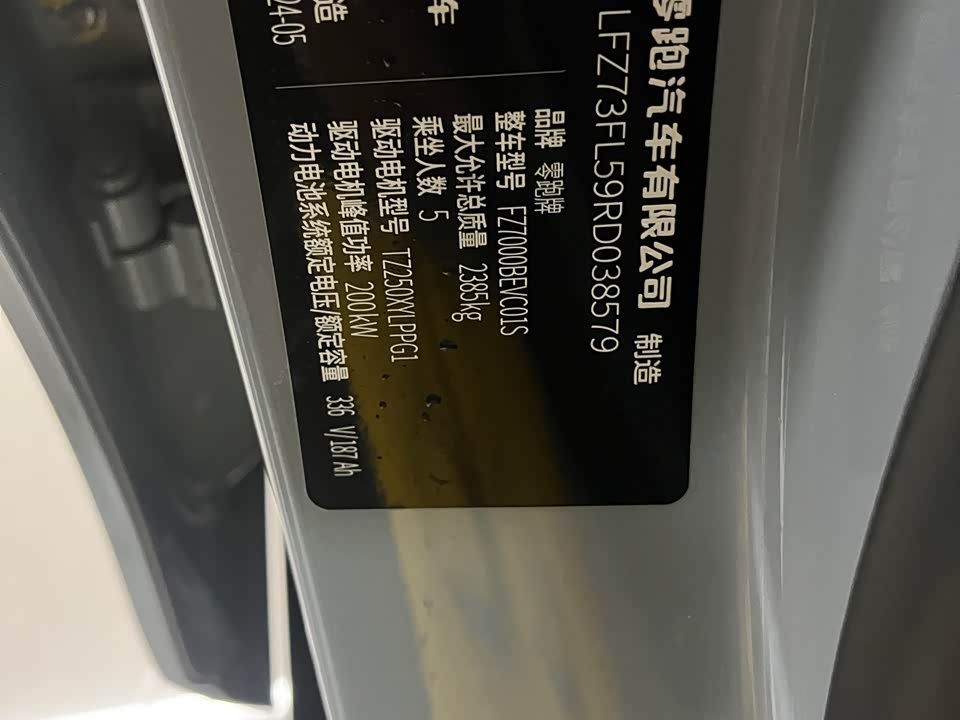 零跑汽车有限公司 制造
LFZ73FL59RD038579
品牌 零跑牌
整车型号 FZ7000BEVC01S
最大允许总质量 2385kg
乘坐人数 5
驱动电机型号 TZ250XYLPPG1
驱动电机峰值功率 200kW
动力电池系统额定电压/额定容量 336 V/187Ah
车
造
24-05